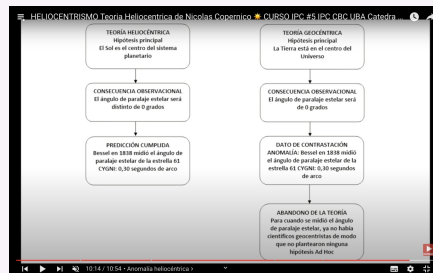 HELIOCENTRISMO Teoria Heliocentrica de Nicolas Copernico ☀ CURSO IPC #5 IPC CBC UBA Catedra ...
TEORÍA HELIOCÉNTRICA
Hipótesis principal
El Sol es el centro del sistema
planetario
CONSECUENCIA OBSERVACIONAL
El ángulo de paralaje estelar será
distinto de 0 grados
PREDICCIÓN CUMPLIDA
Bessel en 1838 midió el ángulo de
paralaje estelar de la estrella 61
CYGNI: 0,30 segundos de arco
TEORÍA GEOCÉNTRICA
Hipótesis principal
La Tierra está en el centro del
Universo
CONSECUENCIA OBSERVACIONAL
El ángulo de paralaje estelar será
de 0 grados
DATO DE CONTRASTACIÓN
ANOMALÍA: Bessel en 1838 midió
el ángulo de paralaje estelar de la
estrella 61 CYGNI: 0,30 segundos
de arco
ABANDONO DE LA TEORÍA
Para cuando se midió el ángulo
de paralaje estelar, ya no había
científicos geocentristas de modo
que no plantearon ninguna
hipótesis Ad Hoc
10:14 / 10:54 • Anomalía heliocéntrica >